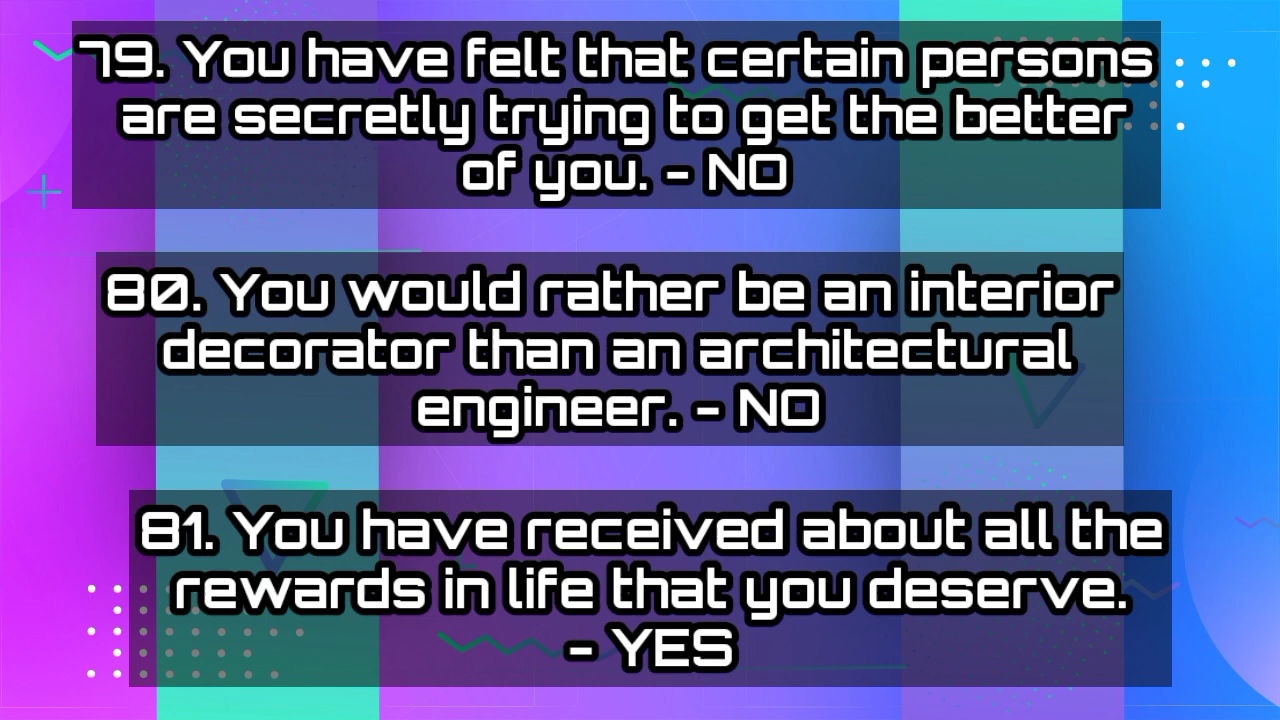 79. You have felt that certain persons
are secretly trying to get the better
of you. - NO
80. You would rather be an interior
decorator than an architectural
engineer. - NO
81. You have received about all the
rewards in life that you deserve.
- YES